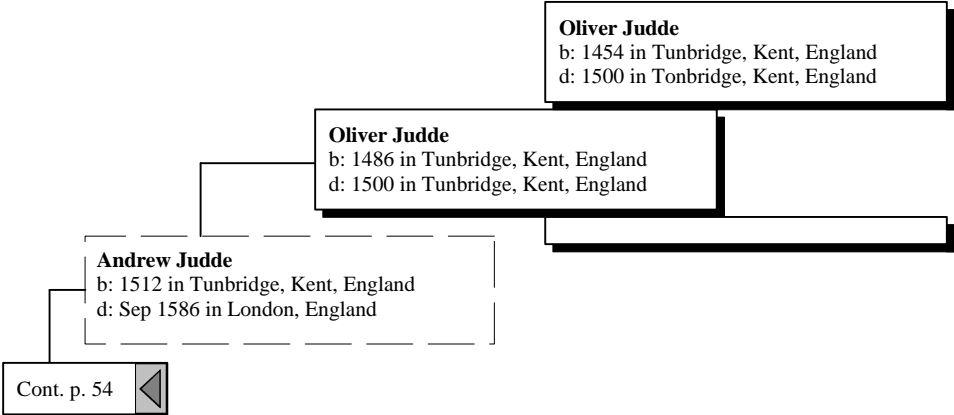 Oliver Judde
b: 1454 in Tunbridge, Kent, England
d: 1500 in Tonbridge, Kent, England
Oliver Judde
b: 1486 in Tunbridge, Kent, England
d: 1500 in Tunbridge, Kent, England
Andrew Judde
b: 1512 in Tunbridge, Kent, England
d: Sep 1586 in London, England
Cont. p. 54